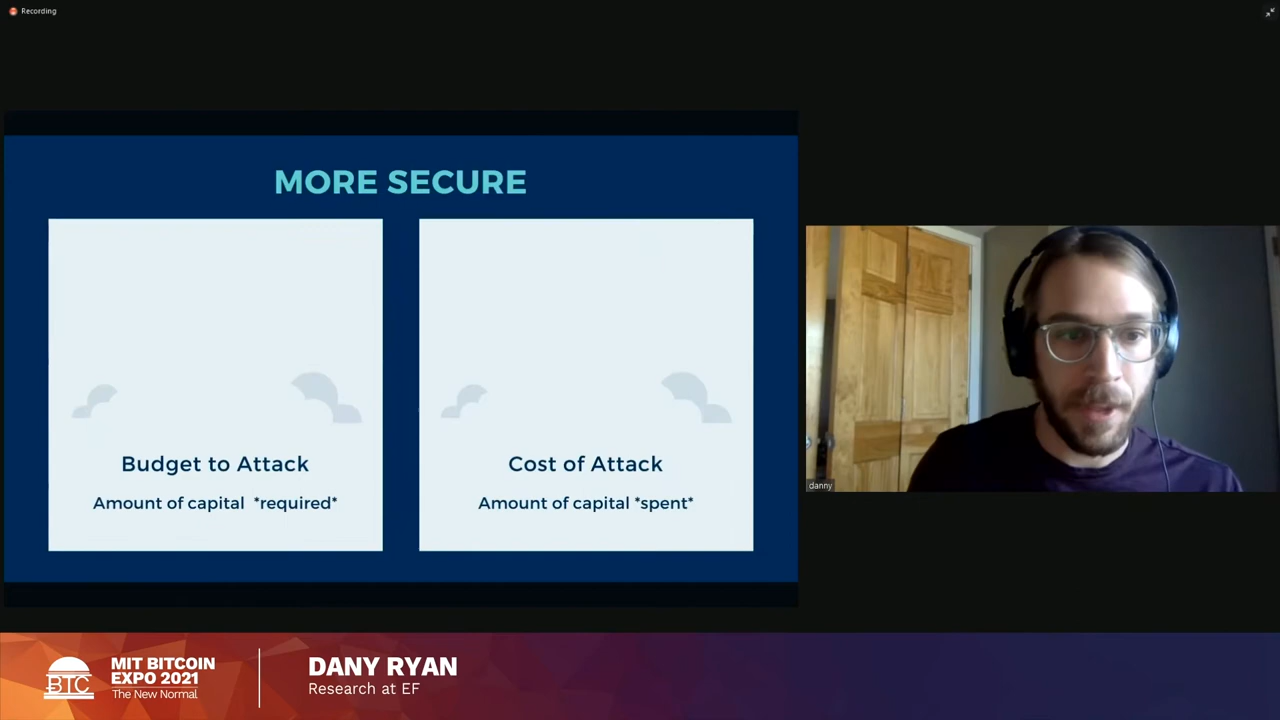 Recording
MORE SECURE
Budget to Attack
Amount of capital *required*
Cost of Attack
Amount of capital *spent*
danny
BTC
MIT BITCOIN
EXPO 2021
The New Normal
DANY RYAN
Research at EF